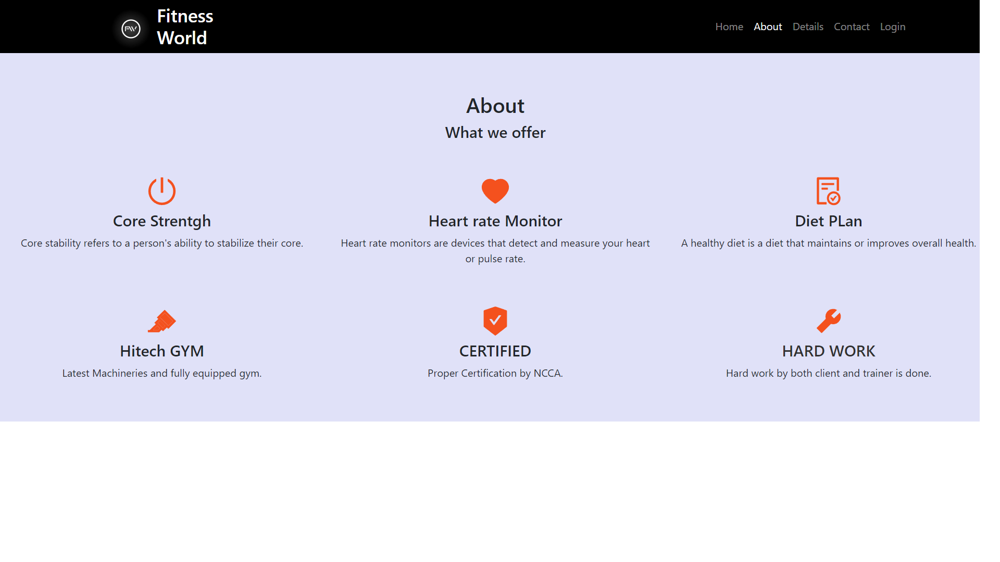 FW
Fitness
World
Home About Details Contact Login
About
What we offer
Core Strentgh
Core stability refers to a person's ability to stabilize their core.
Heart rate Monitor
Heart rate monitors are devices that detect and measure your heart
or pulse rate.
Diet PLan
A healthy diet is a diet that maintains or improves overall health.
Hitech GYM
Latest Machineries and fully equipped gym.
CERTIFIED
Proper Certification by NCCA.
HARD WORK
Hard work by both client and trainer is done.